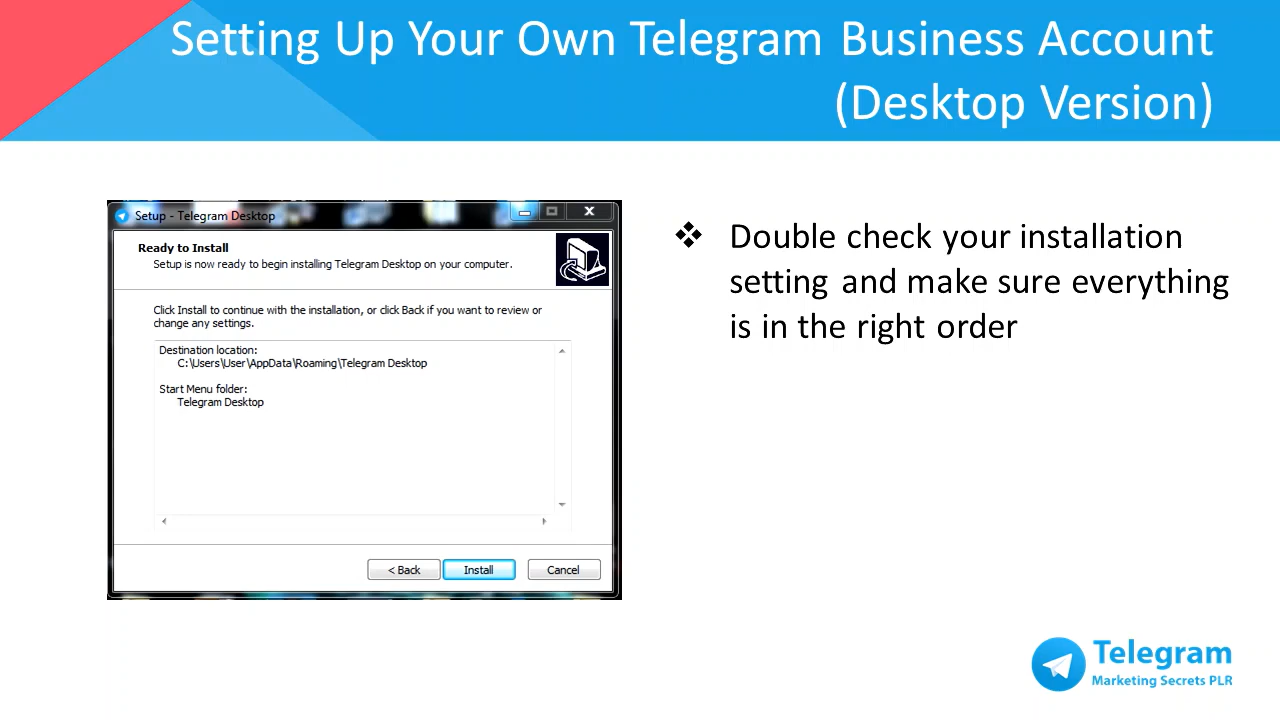 Setting Up Your Own Telegram Business Account
(Desktop Version)
Setup - Telegram Desktop
Ready to Install
Setup is now ready to begin installing Telegram Desktop on your computer.
Click Install to continue with the installation, or click Back if you want to review or
change any settings.
Destination location:
C:\Users\User\AppData\Roaming\Telegram Desktop
Start Menu folder:
Telegram Desktop
< Back
Install
Cancel
❖ Double check your installation
setting and make sure everything
is in the right order
Telegram
Marketing Secrets PLR